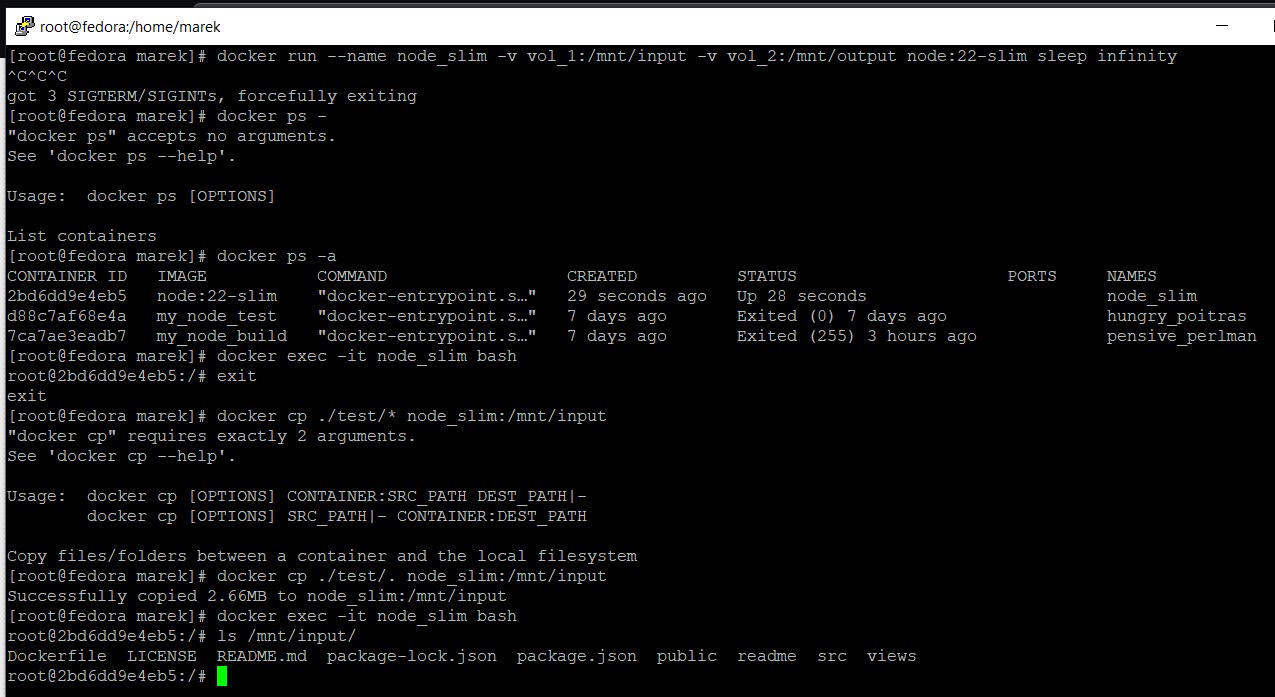 root@fedora:/home/marek
[root@fedora marek]# docker run --name node_slim -v vol_1:/mnt/input -v vol_2:/mnt/output node:22-slim sleep infinity
^C^C^C
got 3 SIGTERM/SIGINTs, forcefully exiting
[root@fedora marek]# docker ps -
"docker ps" accepts no arguments.
See 'docker ps --help'.

Usage:  docker ps [OPTIONS]

List containers
[root@fedora marek]# docker ps -a
CONTAINER ID   IMAGE           COMMAND                  CREATED          STATUS                     PORTS     NAMES
2bd6dd9e4eb5   node:22-slim    "docker-entrypoint.s…"   29 seconds ago   Up 28 seconds                        node_slim
d88c7af68e4a   my_node_test    "docker-entrypoint.s…"   7 days ago       Exited (0) 7 days ago                hungry_poitras
7ca7ae3eadb7   my_node_build   "docker-entrypoint.s…"   7 days ago       Exited (255) 3 hours ago             pensive_perlman
[root@fedora marek]# docker exec -it node_slim bash
root@2bd6dd9e4eb5:/# exit
exit
[root@fedora marek]# docker cp ./test/* node_slim:/mnt/input
"docker cp" requires exactly 2 arguments.
See 'docker cp --help'.

Usage:  docker cp [OPTIONS] CONTAINER:SRC_PATH DEST_PATH|-
        docker cp [OPTIONS] SRC_PATH|- CONTAINER:DEST_PATH

Copy files/folders between a container and the local filesystem
[root@fedora marek]# docker cp ./test/. node_slim:/mnt/input
Successfully copied 2.66MB to node_slim:/mnt/input
[root@fedora marek]# docker exec -it node_slim bash
root@2bd6dd9e4eb5:/# ls /mnt/input/
Dockerfile  LICENSE  README.md  package-lock.json  package.json  public  readme  src  views
root@2bd6dd9e4eb5:/#